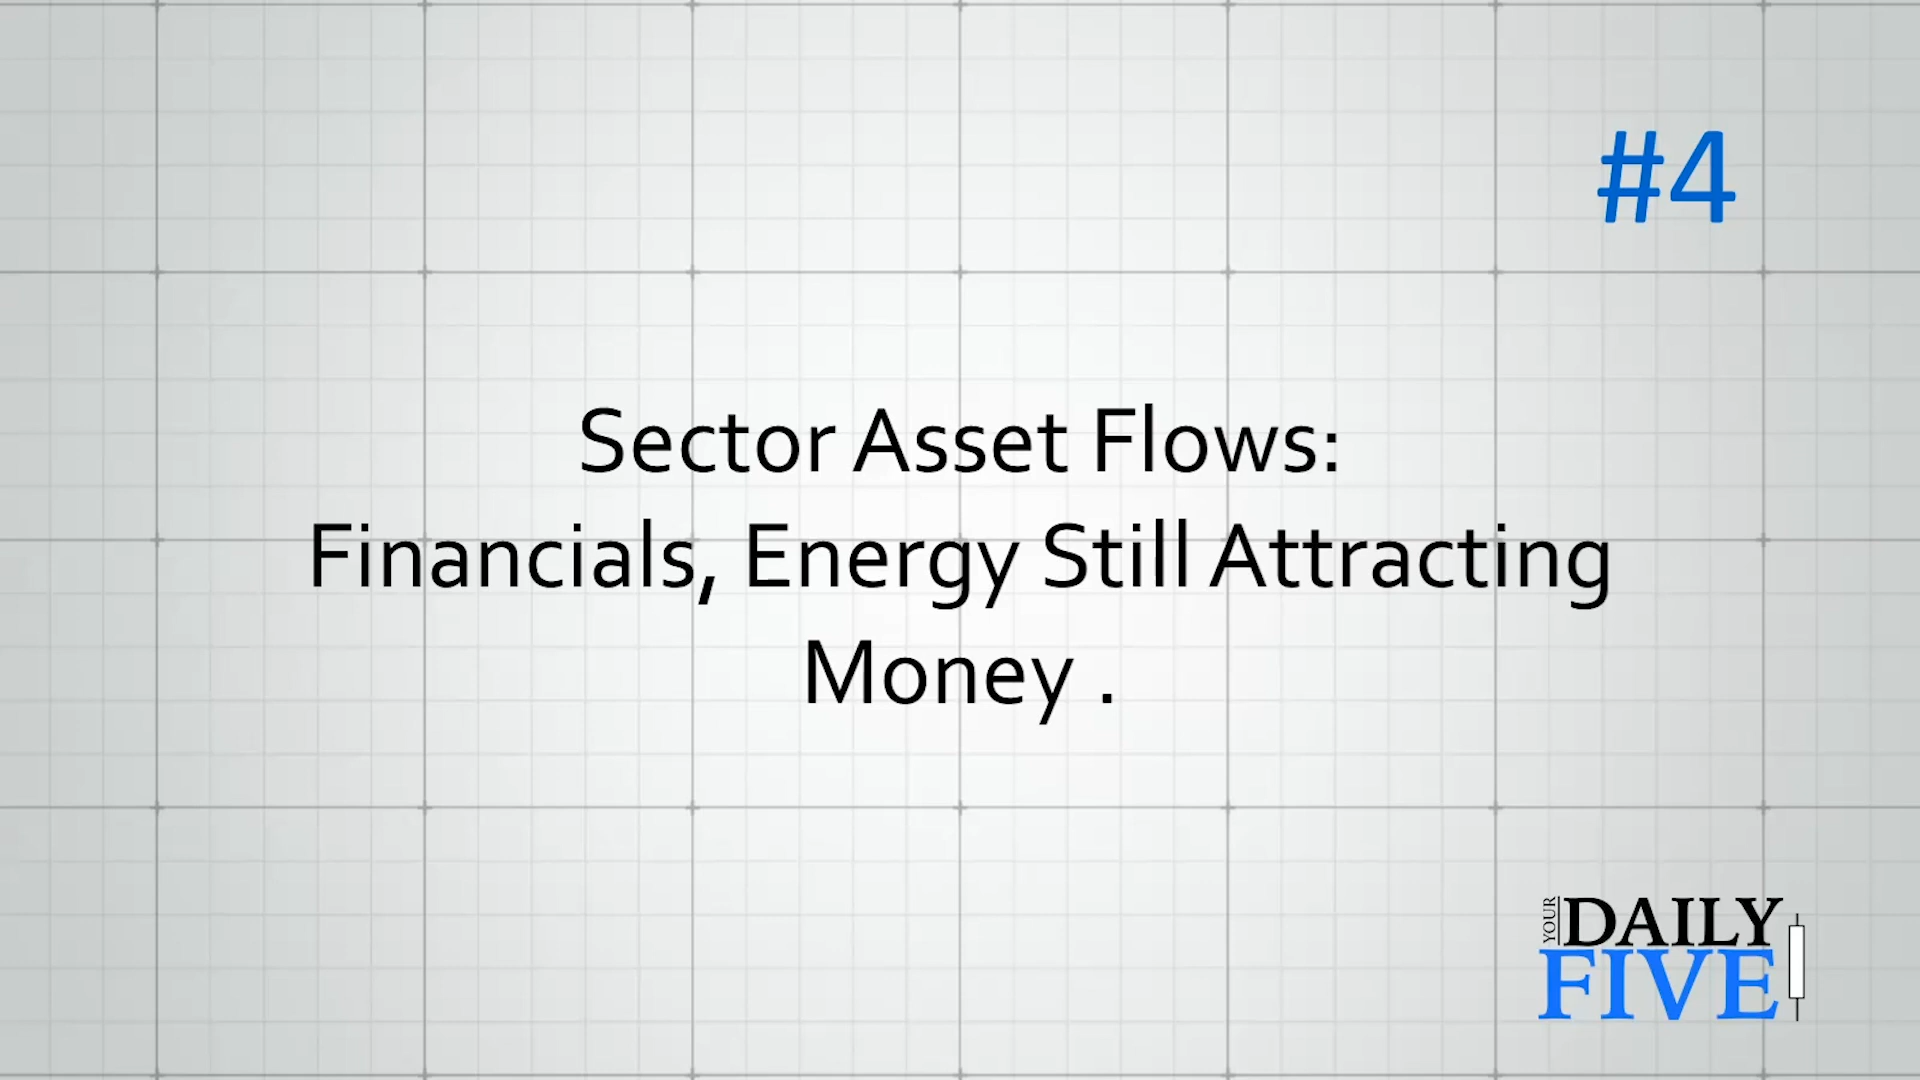 #4
Sector Asset Flows:
Financials, Energy Still Attracting
Money .
YOUR
DAILY
FIVE